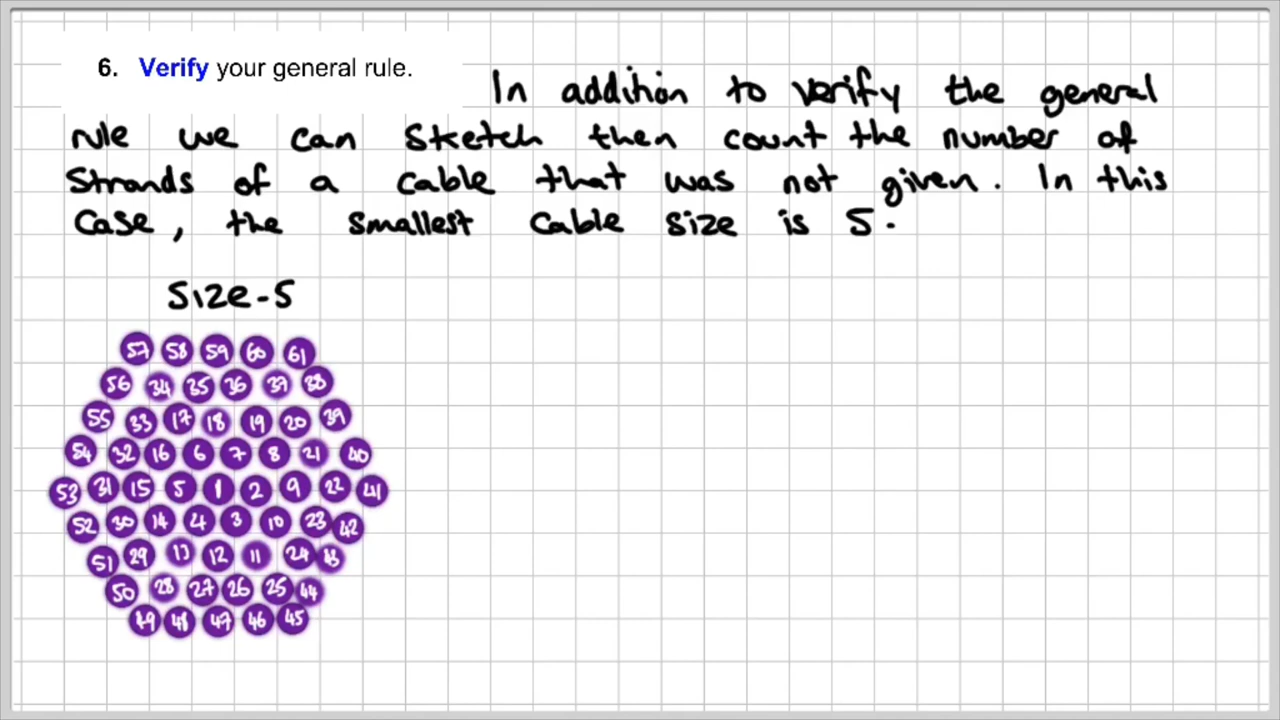 6. Verify your general rule.
In addition to verify the general
rule we can sketch then count the number of
strands of a cable that was not given. In this
case, the smallest cable size is 5.
Size-5
57 58 59 60 61
56 34 35 36 37 38
55 33 17 18 19 20 39
54 32 16 6 7 8 21 40
53 31 15 5 1 2 9 22 41
52 30 14 4 3 10 23 42
51 29 13 12 11 24 43
50 28 27 26 25 44
49 48 47 46 45